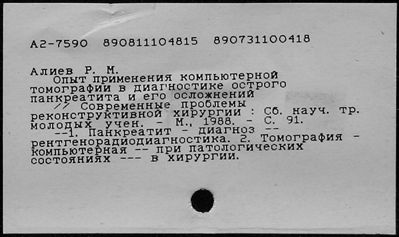 А2-7590 890811104815 890731100418
Алиев Р. М.
Опыт применения компьютерной
томографии в диагностике острого
панкреатита и его осложнений
// Современные проблемы
реконструктивной хирургии : Сб. науч. тр.
молодых учен. - М., 1988. - С. 91.
--1. Панкреатит - диагноз --
рентгенорадиодиагностика. 2. Томография -
компьютерная -- при патологических
состояниях --- в хирургии.